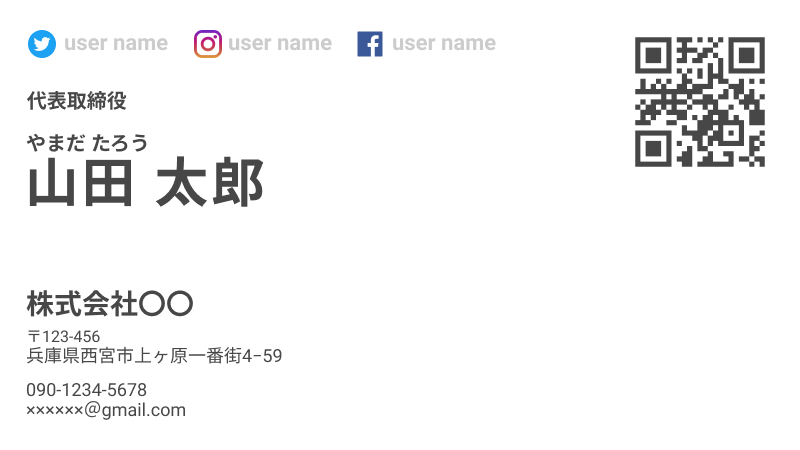 user name user name user name
代表取締役
やまだ たろう
山田 太郎
株式会社〇〇
〒123-456
兵庫県西宮市上ヶ原一番街4−59
090-1234-5678
××××××@gmail.com